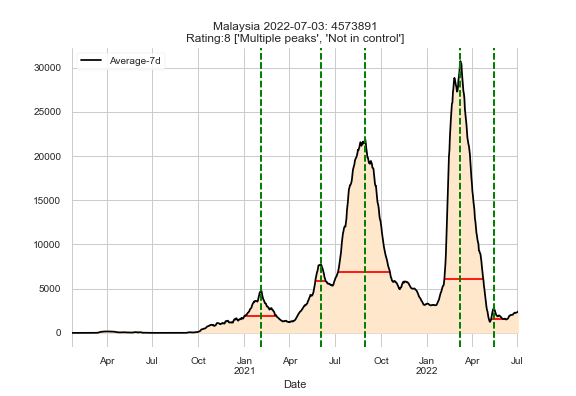 Malaysia 2022-07-03: 4573891
Rating:8 ['Multiple peaks', 'Not in control']
Average-7d
30000
25000
20000
15000
10000
5000
0
Apr Jul Oct Jan Apr Jul Oct Jan Apr Jul
2021 2022
Date